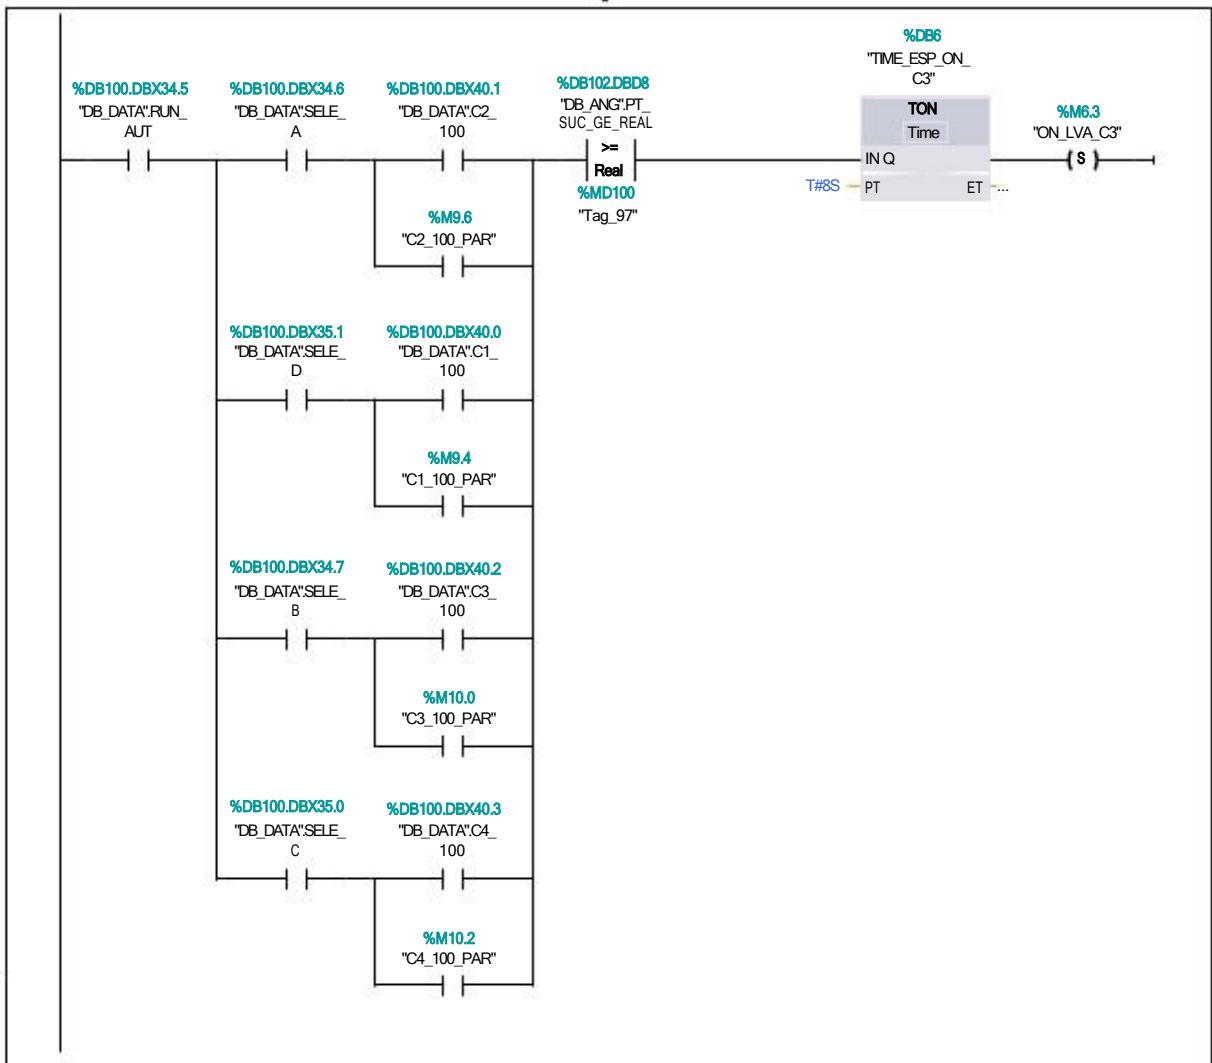 %DB6
"TIME_ESP_ON_
C3"
%DB100.DBX34.5
"DB_DATA".RUN_
AUT
%DB100.DBX34.6
"DB_DATA".SELE_
A
%DB100.DBX40.1
"DB_DATA".C2_
100
%DB102.DBD8
"DB_ANG".PT_
SUC_GE_REAL
>=
Real
%MD100
"Tag_97"
TON
Time
IN Q
T#8S
PT
ET
...
%M6.3
"ON_LVA_C3"
S
%M9.6
"C2_100_PAR"
%DB100.DBX35.1
"DB_DATA".SELE_
D
%DB100.DBX40.0
"DB_DATA".C1_
100
%M9.4
"C1_100_PAR"
%DB100.DBX34.7
"DB_DATA".SELE_
B
%DB100.DBX40.2
"DB_DATA".C3_
100
%M10.0
"C3_100_PAR"
%DB100.DBX35.0
"DB_DATA".SELE_
C
%DB100.DBX40.3
"DB_DATA".C4_
100
%M10.2
"C4_100_PAR"